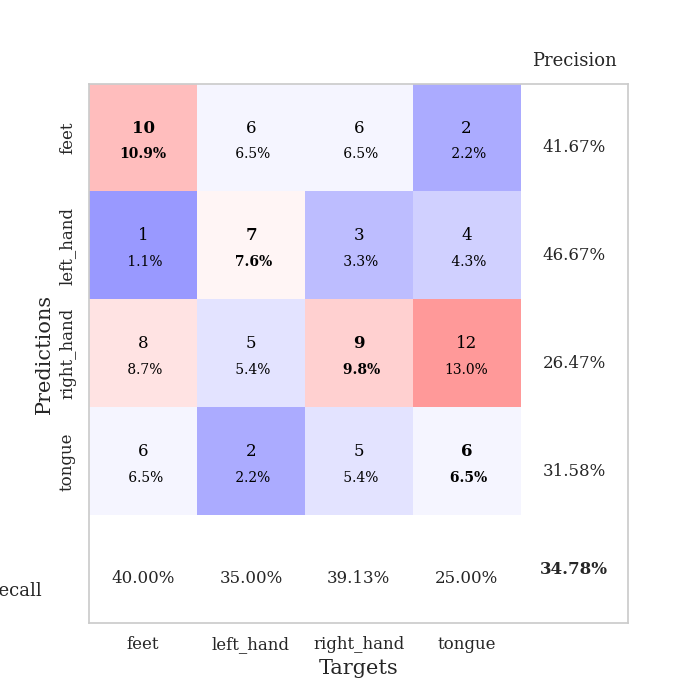 Precision
feet 10 6 6 2 41.67%
10.9% 6.5% 6.5% 2.2%
left_hand 1 7 3 4 46.67%
1.1% 7.6% 3.3% 4.3%
right_hand 8 5 9 12 26.47%
8.7% 5.4% 9.8% 13.0%
Predictions
tongue 6 2 5 6 31.58%
6.5% 2.2% 5.4% 6.5%
ecall 40.00% 35.00% 39.13% 25.00% 34.78%
feet left_hand right_hand tongue
Targets